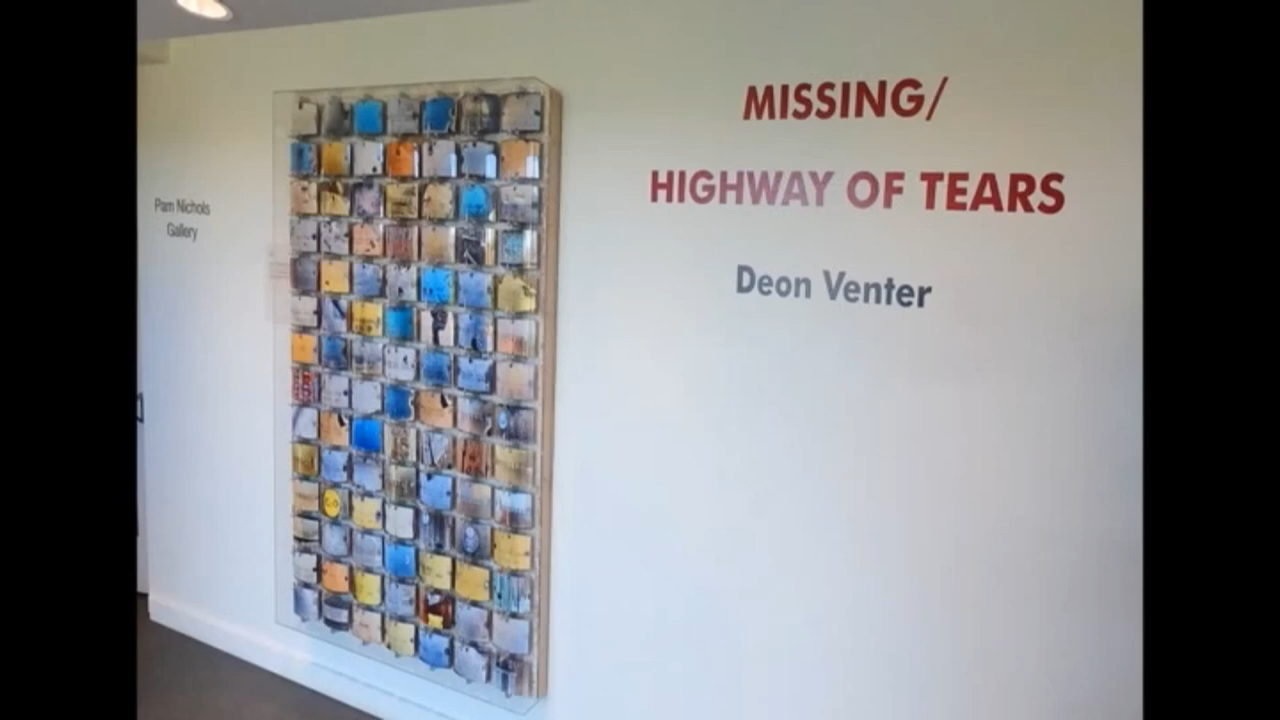 Pam Nichols
Gallery
MISSING/
HIGHWAY OF TEARS
Deon Venter